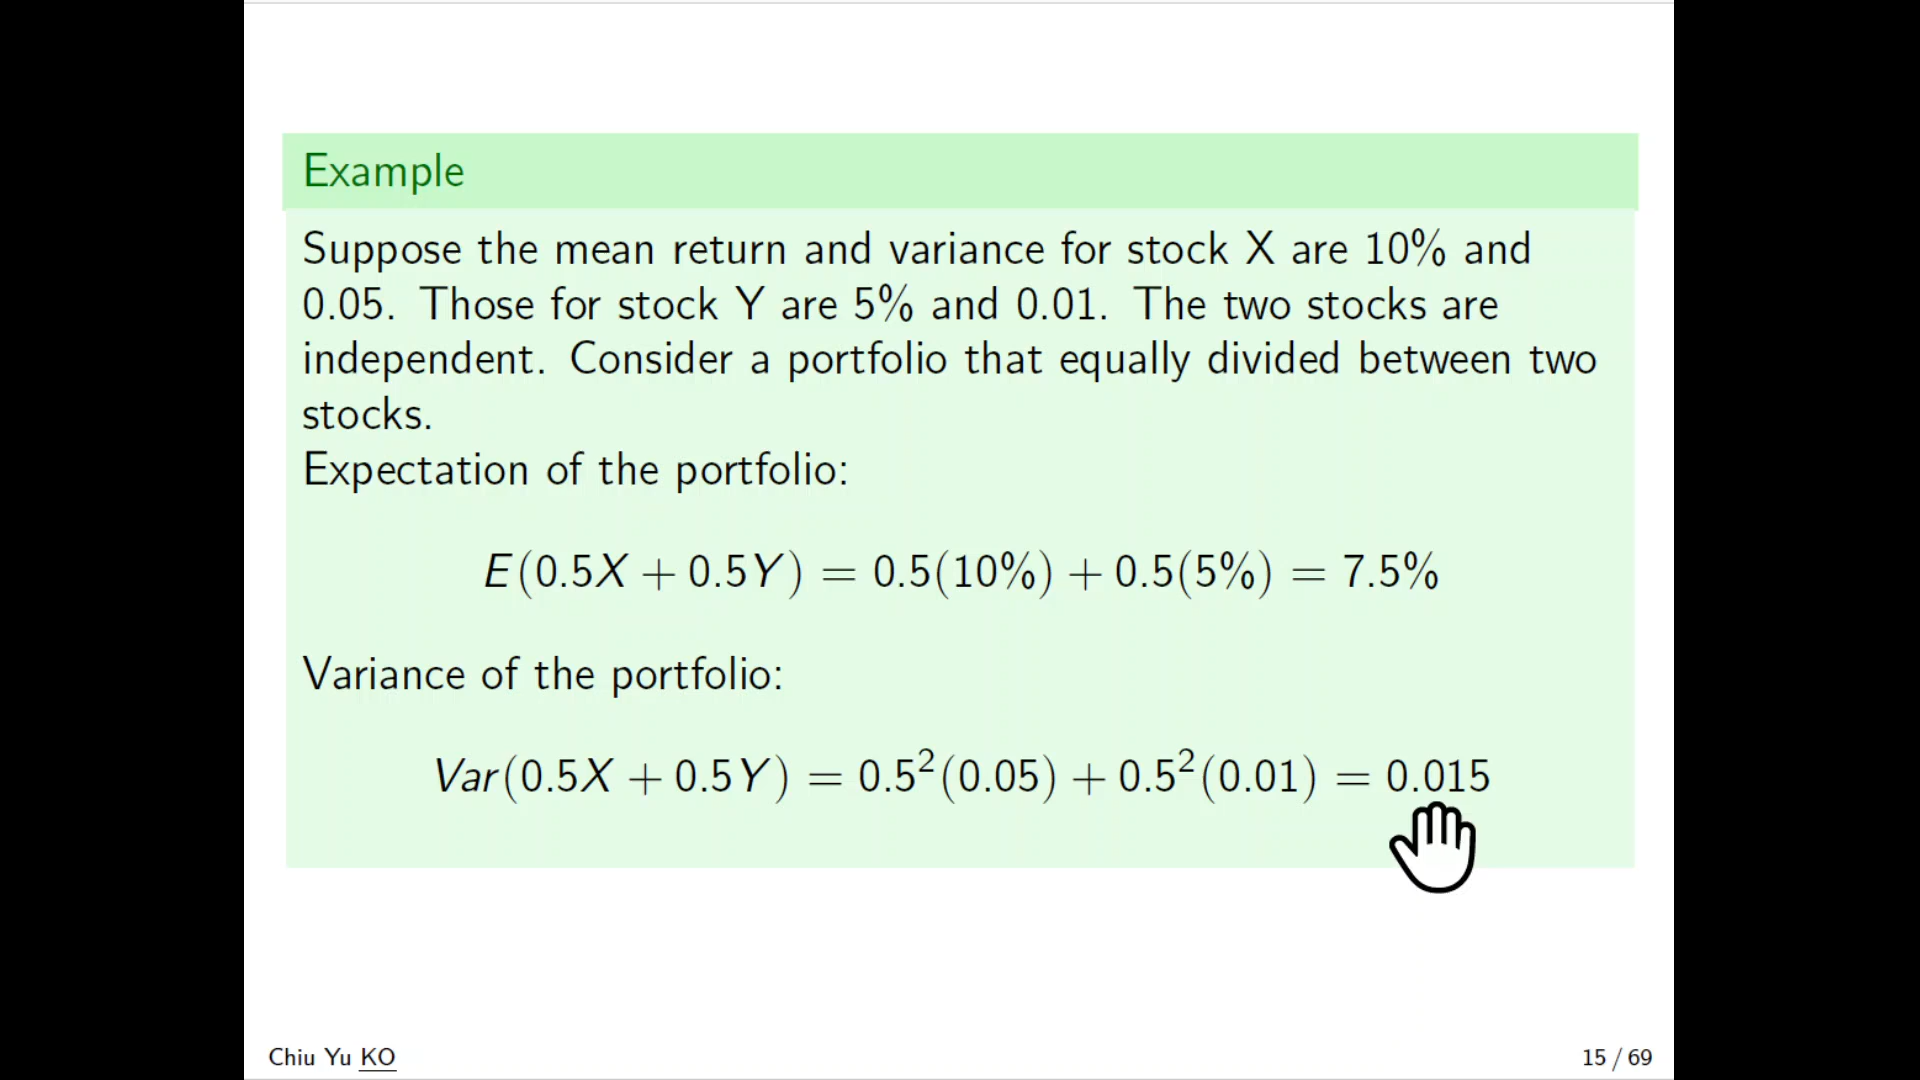 Example
Suppose the mean return and variance for stock X are 10% and
0.05. Those for stock Y are 5% and 0.01. The two stocks are
independent. Consider a portfolio that equally divided between two
stocks.
Expectation of the portfolio:
E(0.5X + 0.5Y) = 0.5(10%) + 0.5(5%) = 7.5%
Variance of the portfolio:
Var(0.5X + 0.5Y) = 0.5²(0.05) + 0.5²(0.01) = 0.015
Chiu Yu KO
15 / 69